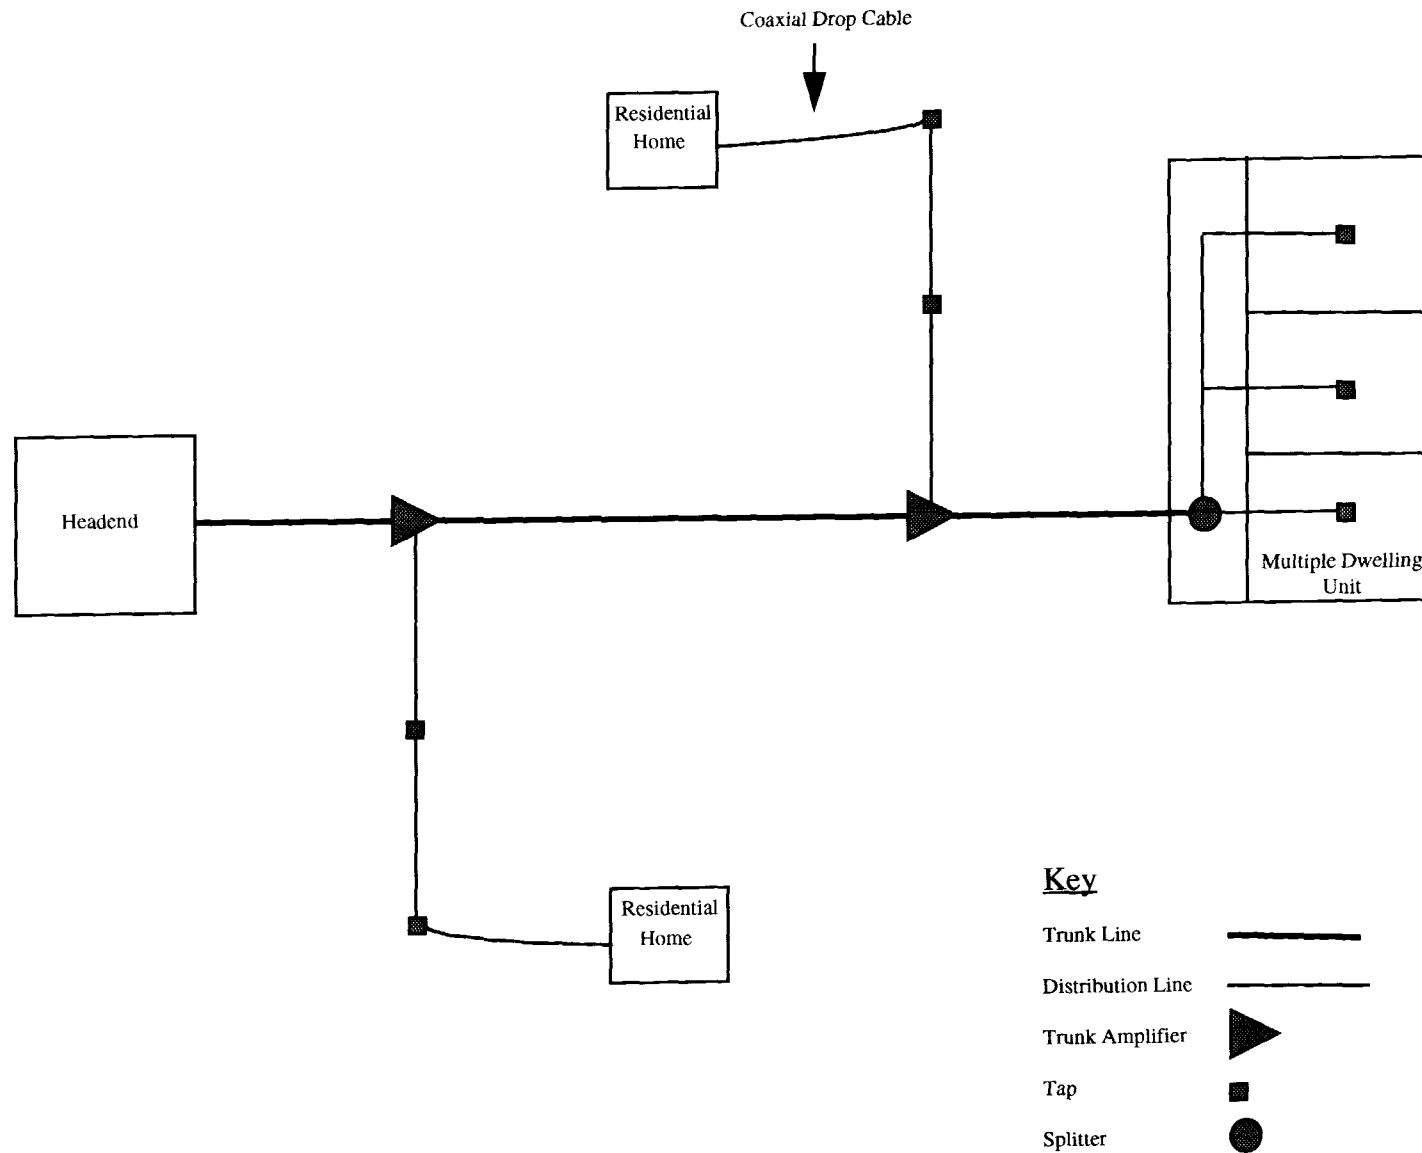 Coaxial Drop Cable
Residential
Home
Headend
Multiple Dwelling
Unit
Residential
Home
Key
Trunk Line
Distribution Line
Trunk Amplifier
Tap
Splitter